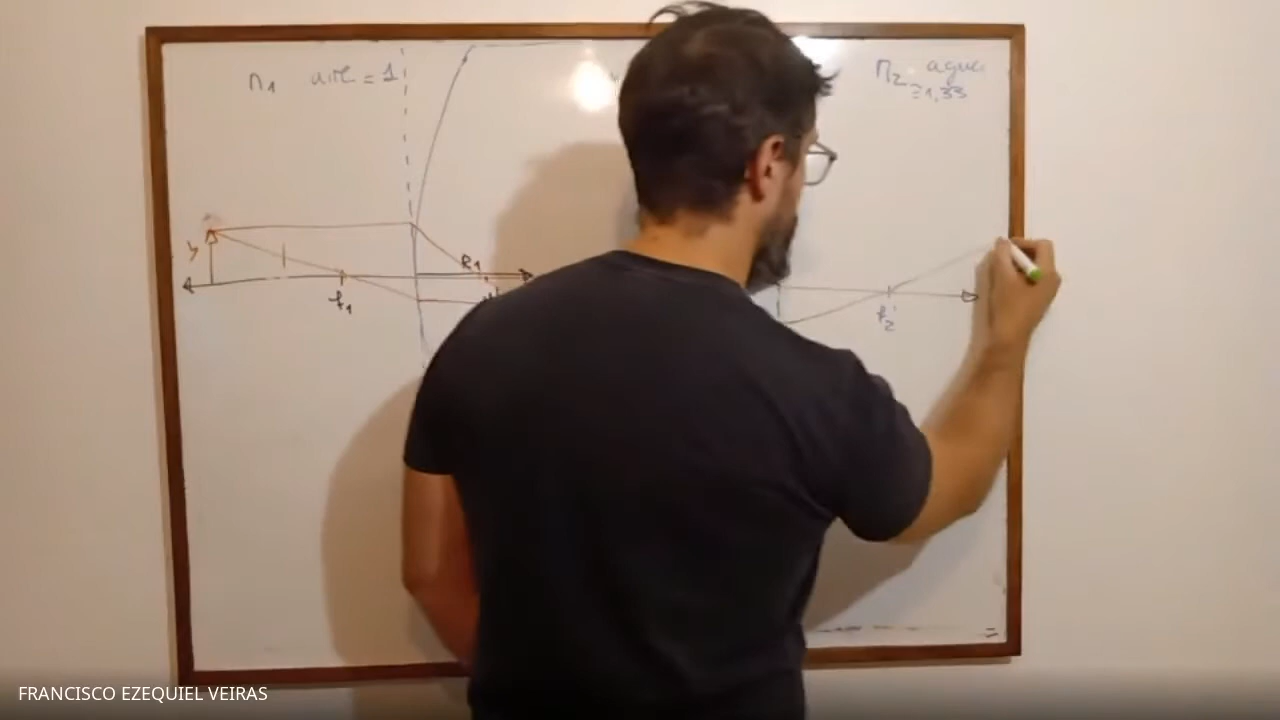 n₁ aire = 1
n₂ agua
≅1,33
y
R₁
f₁
f₂'
FRANCISCO EZEQUIEL VEIRAS